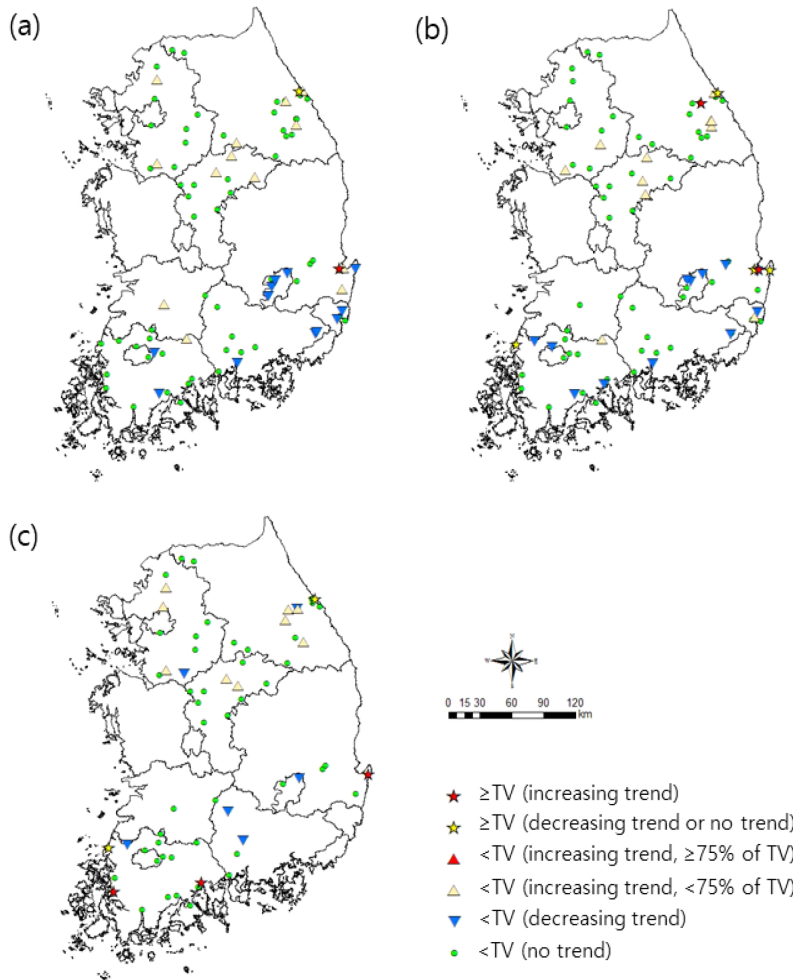 (a)
(b)
(c)
N
W
E
S
0 15 30 60 90 120
km
≥TV (increasing trend)
≥TV (decreasing trend or no trend)
<TV (increasing trend, ≥75% of TV)
<TV (increasing trend, <75% of TV)
<TV (decreasing trend)
<TV (no trend)